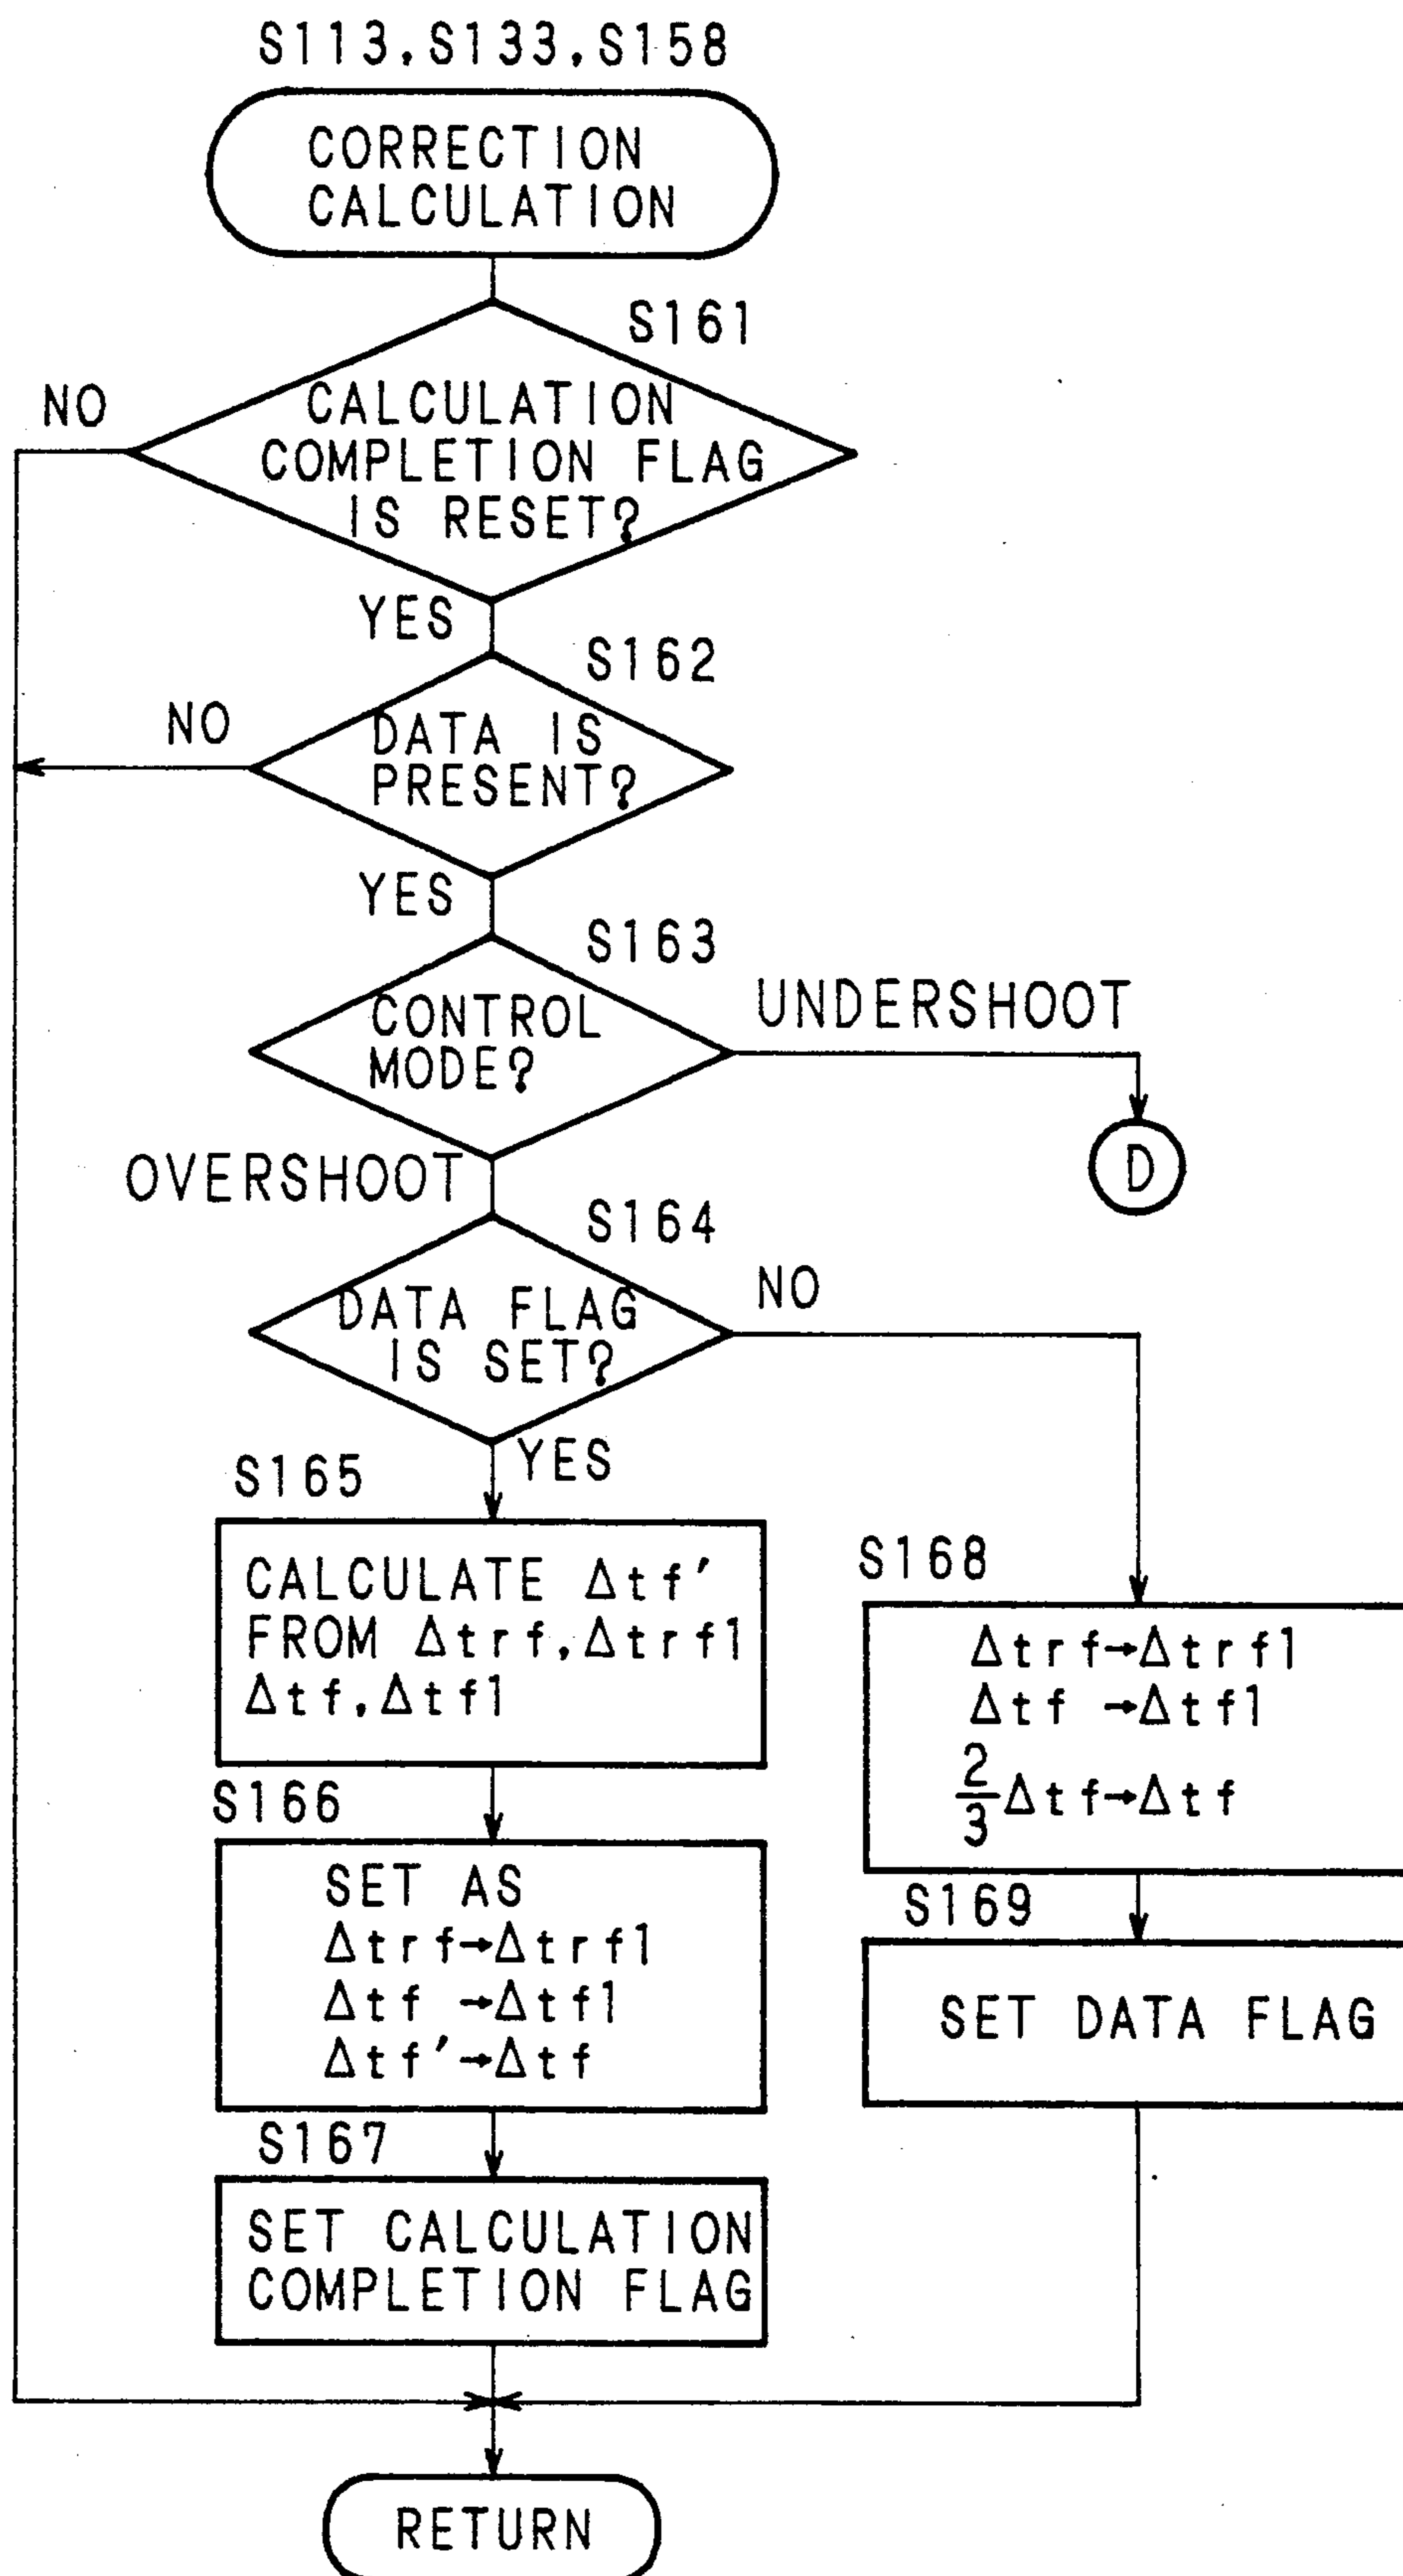 S113,S133,S158
CORRECTION
CALCULATION
S161
NO
CALCULATION
COMPLETION FLAG
IS RESET?
YES
S162
NO
DATA IS
PRESENT?
YES
S163
CONTROL
MODE?
UNDERSHOOT
D
OVERSHOOT
S164
DATA FLAG
IS SET?
NO
YES
S165
CALCULATE Δtf'
FROM Δtrf,Δtrf1
Δtf,Δtf1
S166
SET AS
Δtrf→Δtrf1
Δtf →Δtf1
Δtf'→Δtf
S167
SET CALCULATION
COMPLETION FLAG
S168
Δtrf→Δtrf1
Δtf →Δtf1
2/3Δtf→Δtf
S169
SET DATA FLAG
RETURN